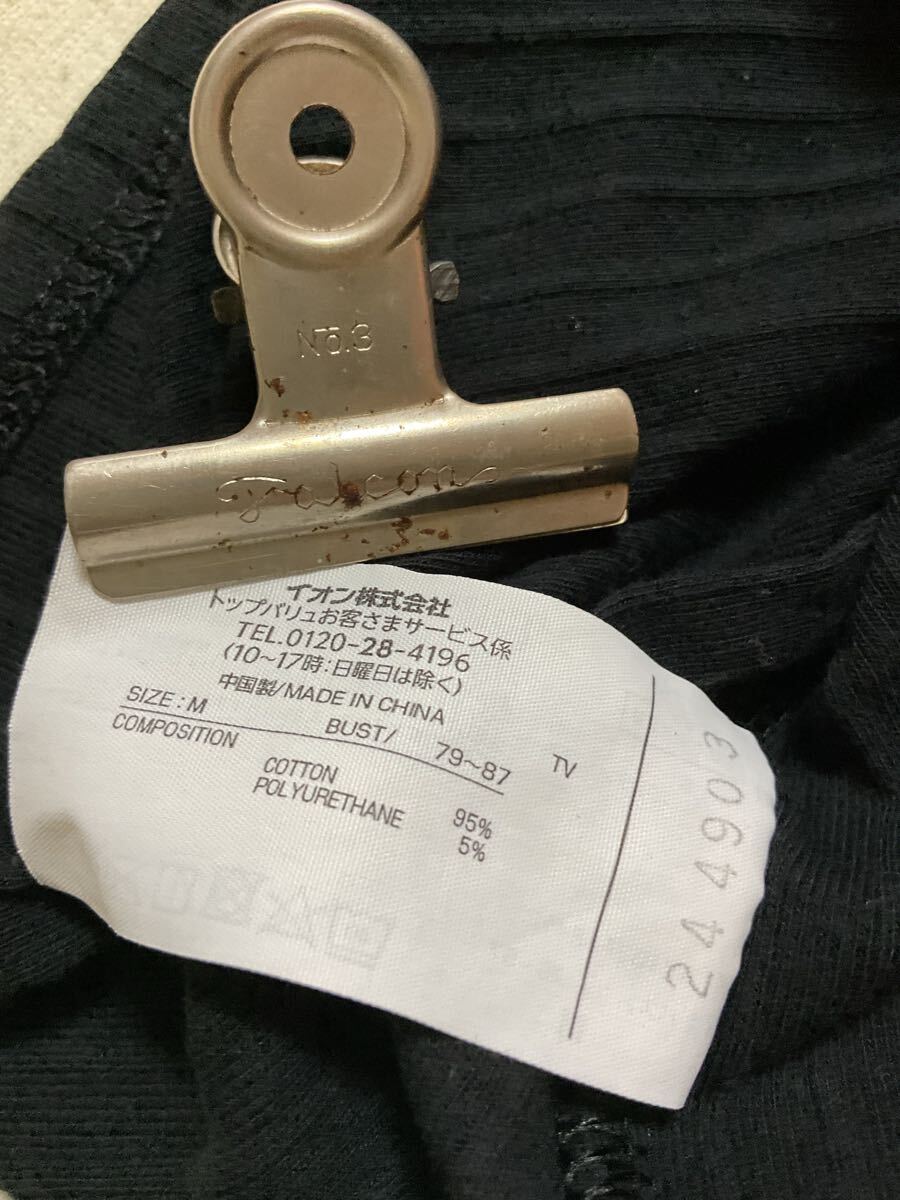 No.3
Falcon
イオン株式会社
トップバリュお客さまサービス係
TEL.0120-28-4196
(10~17時:日曜日は除く)
中国製/MADE IN CHINA
SIZE:M BUST/ 79~87 TV
COMPOSITION
COTTON 95%
POLYURETHANE 5%
244903